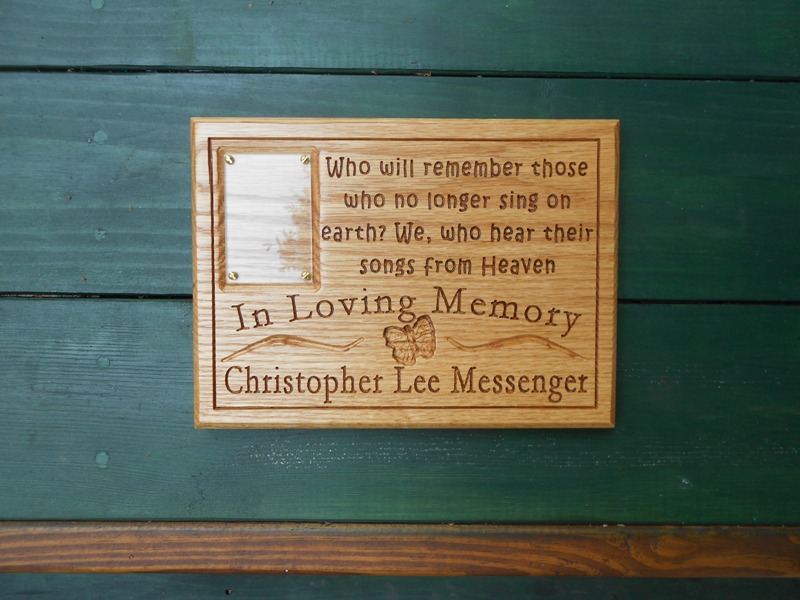 Who will remember those
who no longer sing on
earth? We, who hear their
songs from Heaven
In Loving Memory
Christopher Lee Messenger